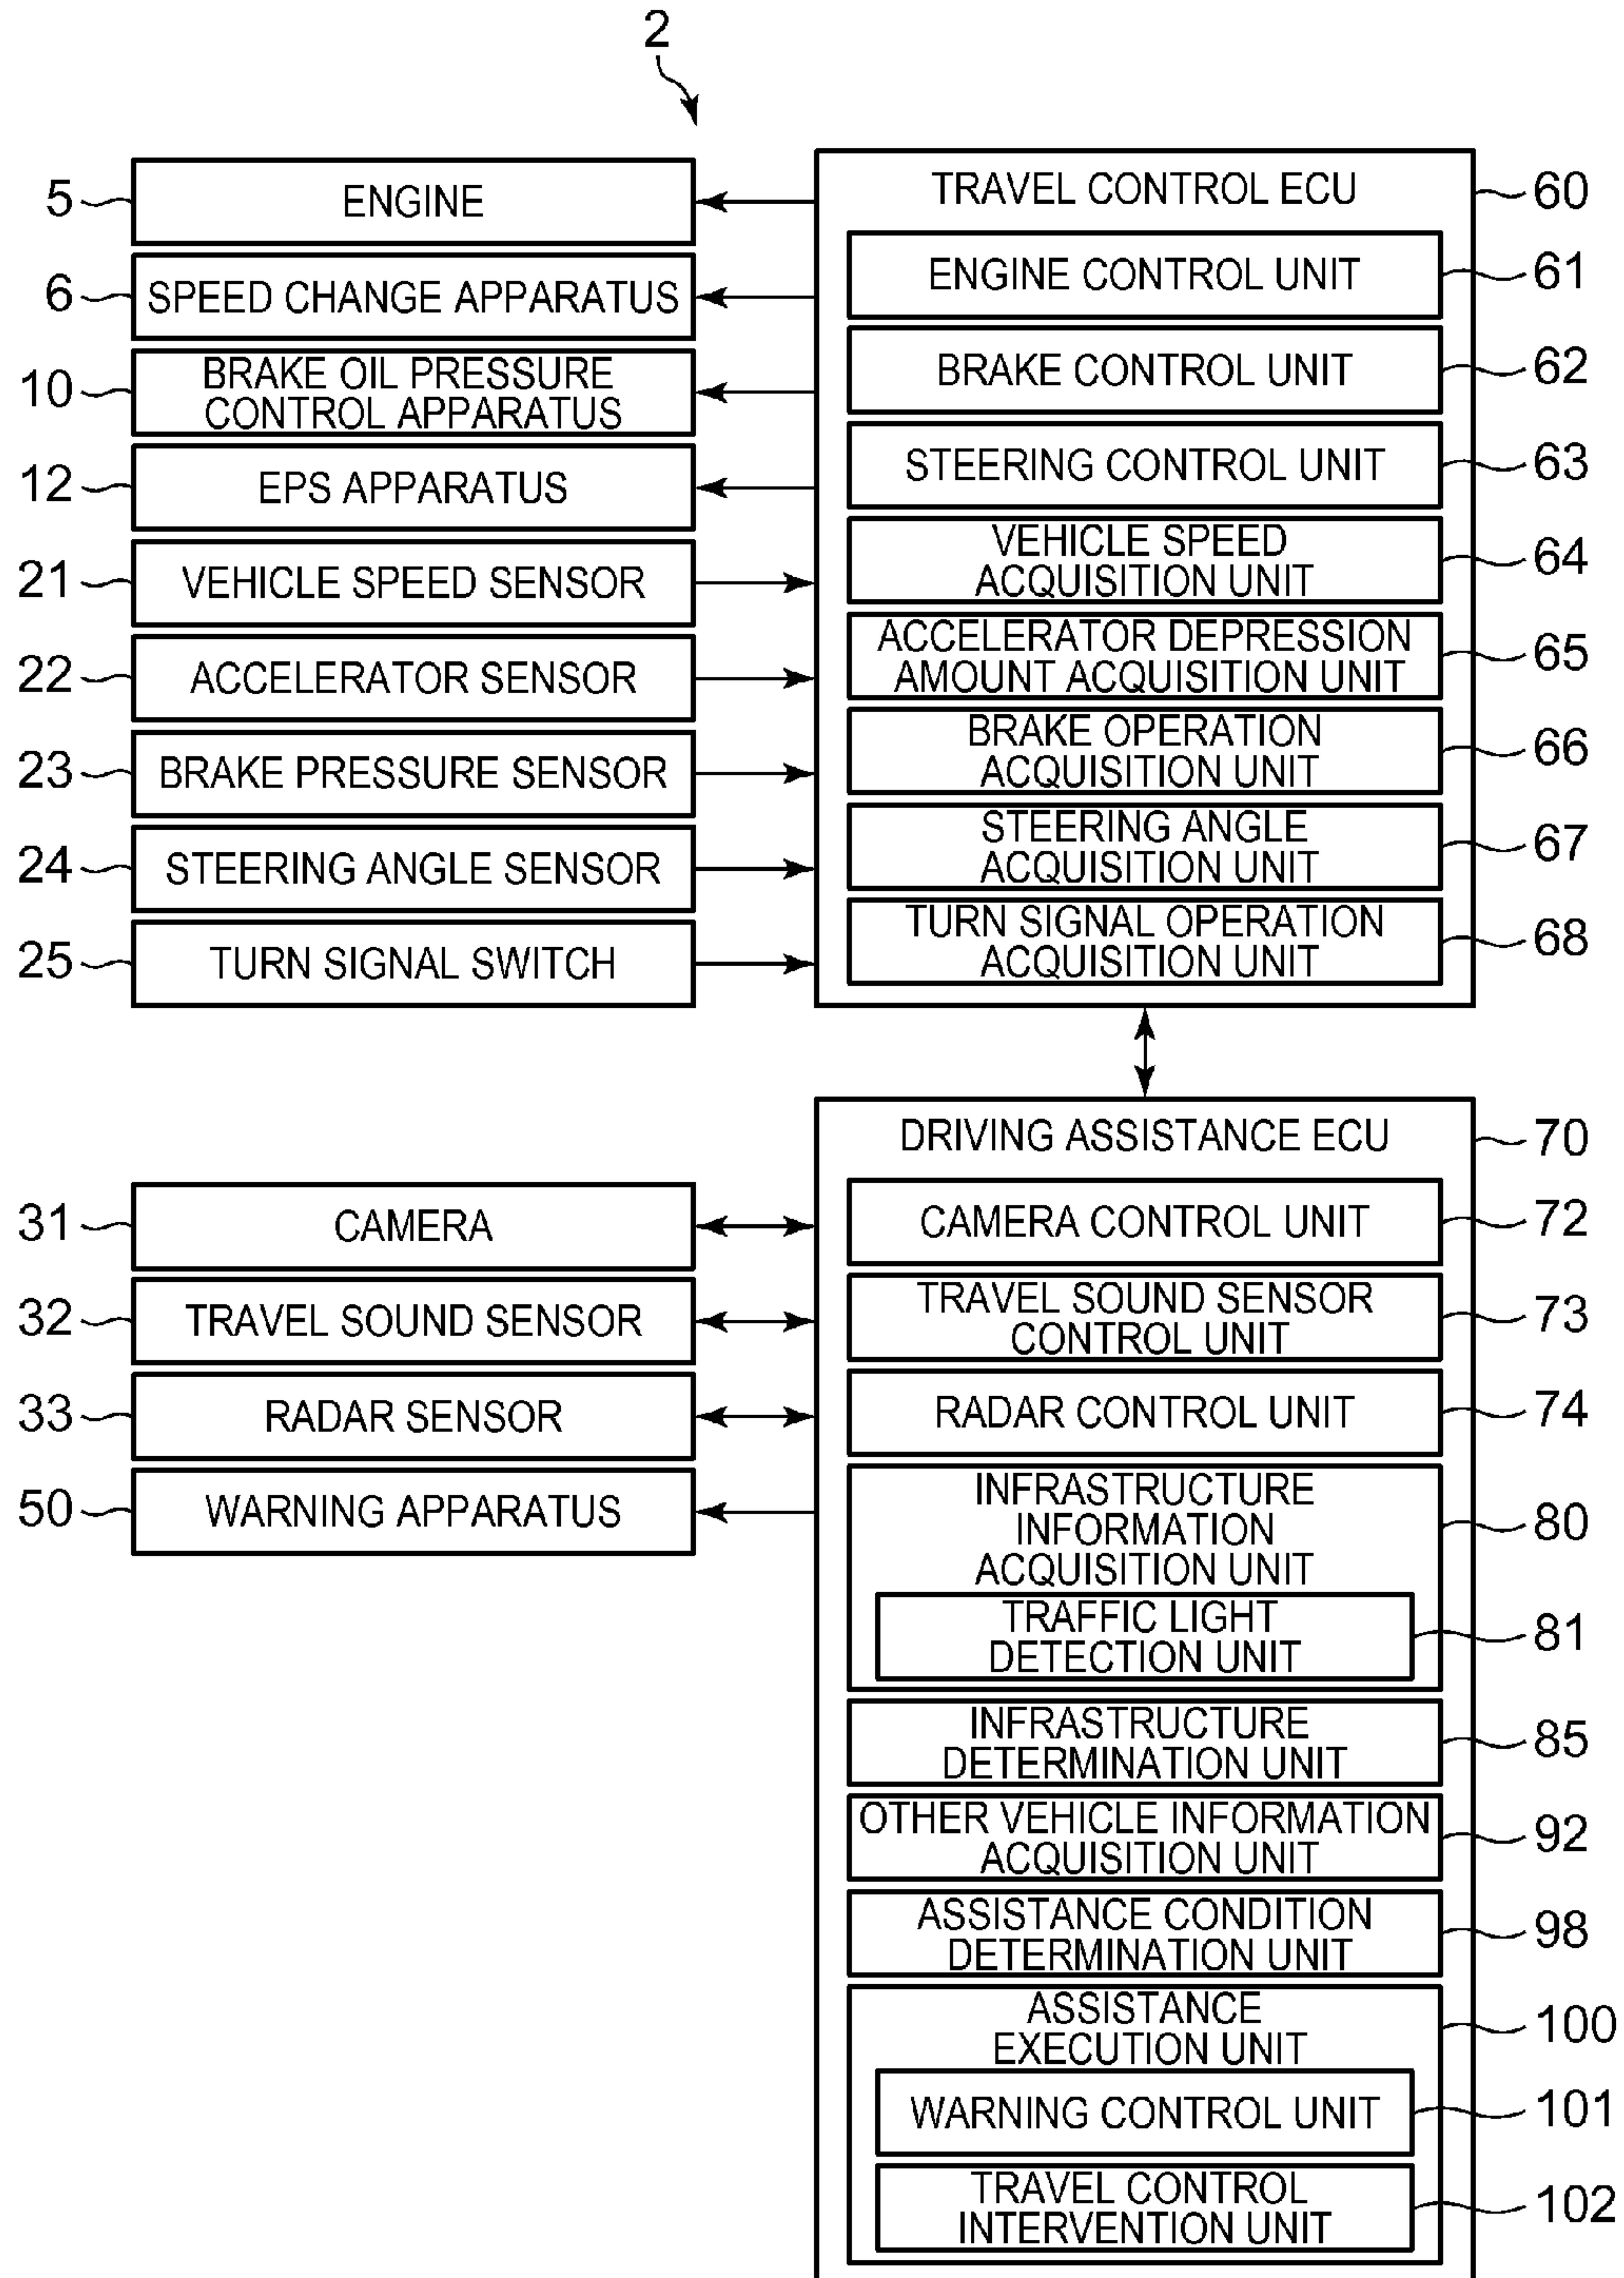 2
5
ENGINE
6
SPEED CHANGE APPARATUS
10
BRAKE OIL PRESSURE
CONTROL APPARATUS
12
EPS APPARATUS
21
VEHICLE SPEED SENSOR
22
ACCELERATOR SENSOR
23
BRAKE PRESSURE SENSOR
24
STEERING ANGLE SENSOR
25
TURN SIGNAL SWITCH
TRAVEL CONTROL ECU
60
ENGINE CONTROL UNIT
61
BRAKE CONTROL UNIT
62
STEERING CONTROL UNIT
63
VEHICLE SPEED
ACQUISITION UNIT
64
ACCELERATOR DEPRESSION
AMOUNT ACQUISITION UNIT
65
BRAKE OPERATION
ACQUISITION UNIT
66
STEERING ANGLE
ACQUISITION UNIT
67
TURN SIGNAL OPERATION
ACQUISITION UNIT
68
31
CAMERA
32
TRAVEL SOUND SENSOR
33
RADAR SENSOR
50
WARNING APPARATUS
DRIVING ASSISTANCE ECU
70
CAMERA CONTROL UNIT
72
TRAVEL SOUND SENSOR
CONTROL UNIT
73
RADAR CONTROL UNIT
74
INFRASTRUCTURE
INFORMATION
ACQUISITION UNIT
80
TRAFFIC LIGHT
DETECTION UNIT
81
INFRASTRUCTURE
DETERMINATION UNIT
85
OTHER VEHICLE INFORMATION
ACQUISITION UNIT
92
ASSISTANCE CONDITION
DETERMINATION UNIT
98
ASSISTANCE
EXECUTION UNIT
100
WARNING CONTROL UNIT
101
TRAVEL CONTROL
INTERVENTION UNIT
102